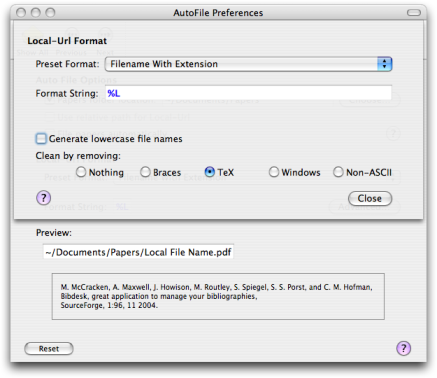 AutoFile Preferences
Local-Url Format
Preset Format: Filename With Extension
Format String: %L
Generate lowercase file names
Clean by removing:
Nothing Braces TeX Windows Non-ASCII
? Close
Preview:
~/Documents/Papers/Local File Name.pdf
M. McCracken, A. Maxwell, J. Howison, M. Routley, S. Spiegel, S. S. Porst, and C. M. Hofman,
Bibdesk, great application to manage your bibliographies,
SourceForge, 1:96, 11 2004.
Reset ?